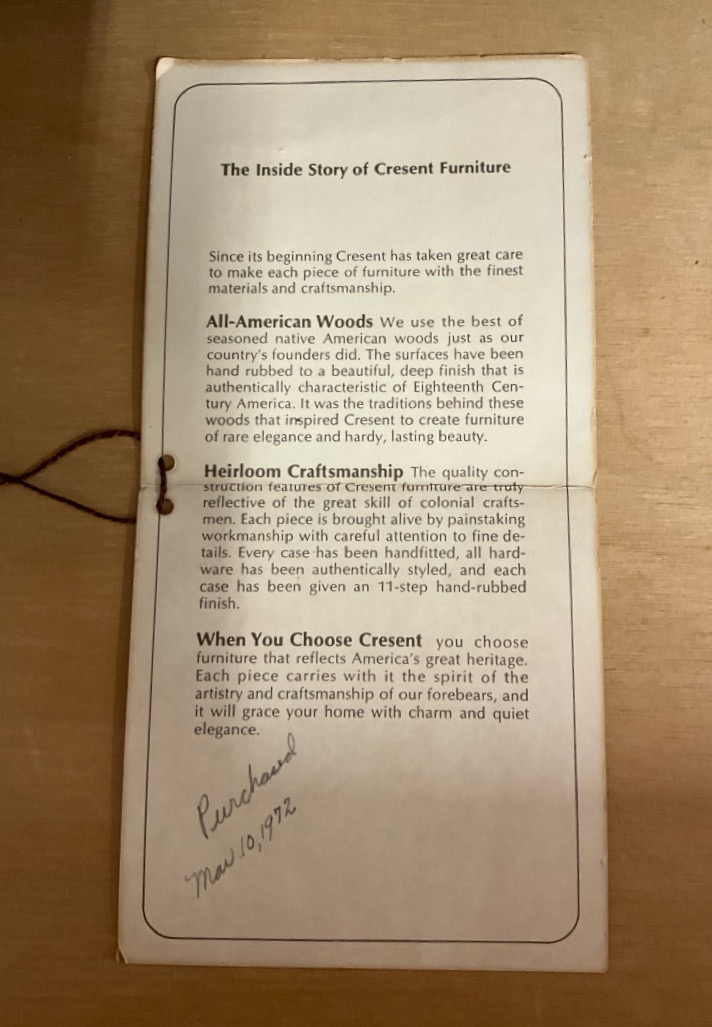 The Inside Story of Cresent Furniture
Since its beginning Cresent has taken great care
to make each piece of furniture with the finest
materials and craftsmanship.
All-American Woods We use the best of
seasoned native American woods just as our
country's founders did. The surfaces have been
hand rubbed to a beautiful, deep finish that is
authentically characteristic of Eighteenth Cen-
tury America. It was the traditions behind these
woods that inspired Cresent to create furniture
of rare elegance and hardy, lasting beauty.
Heirloom Craftsmanship The quality con-
struction features of Cresent furniture are truly
reflective of the great skill of colonial crafts-
men. Each piece is brought alive by painstaking
workmanship with careful attention to fine de-
tails. Every case has been handfitted, all hard-
ware has been authentically styled, and each
case has been given an 11-step hand-rubbed
finish.
When You Choose Cresent you choose
furniture that reflects America's great heritage.
Each piece carries with it the spirit of the
artistry and craftsmanship of our forebears, and
it will grace your home with charm and quiet
elegance.
Purchased
Mar 10, 1972